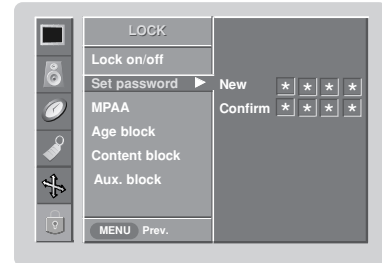 LOCK
Lock on/off
Set password ▶ New * * * *
MPAA Confirm * * * *
Age block
Content block
Aux. block
MENU Prev.